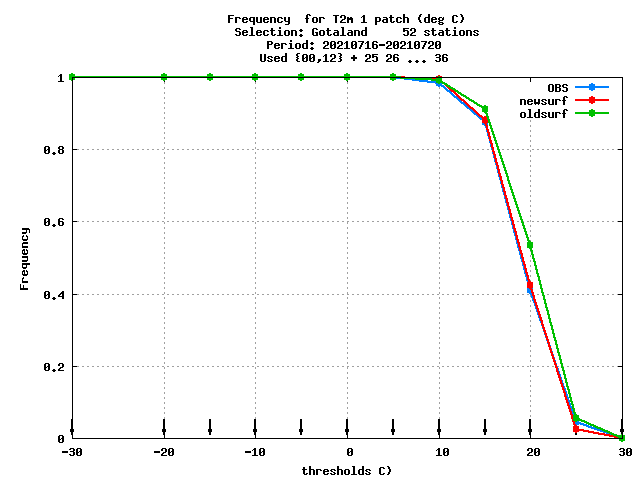 Frequency  for T2m 1 patch (deg C)
Selection: Gotaland     52 stations
Period: 20210716-20210720
Used {00,12} + 25 26 ... 36
OBS
newsurf
oldsurf
1
0.8
0.6
0.4
0.2
0
Frequency
-30
-20
-10
0
10
20
30
thresholds C)